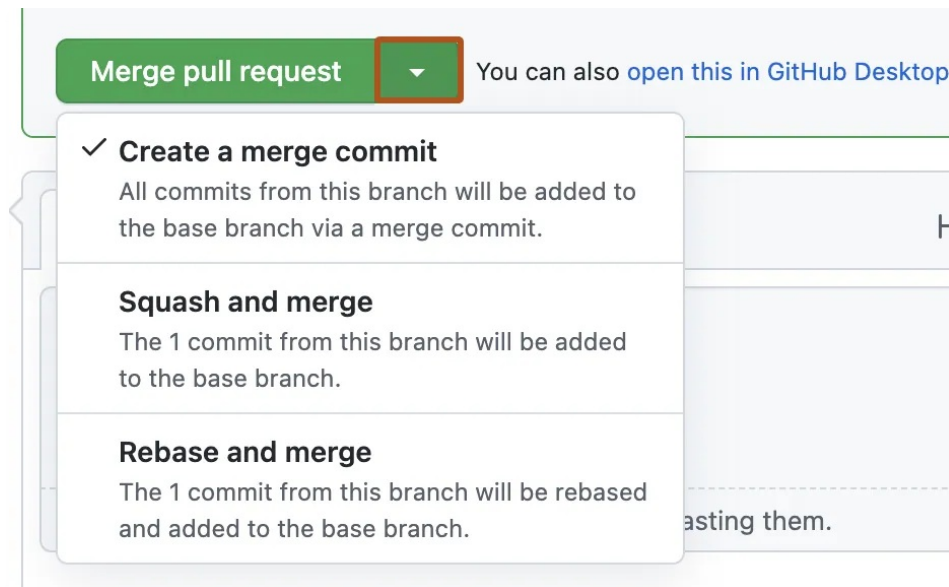 Merge pull request
You can also open this in GitHub Desktop
Create a merge commit
All commits from this branch will be added to
the base branch via a merge commit.
Squash and merge
The 1 commit from this branch will be added
to the base branch.
Rebase and merge
The 1 commit from this branch will be rebased
and added to the base branch.
asting them.